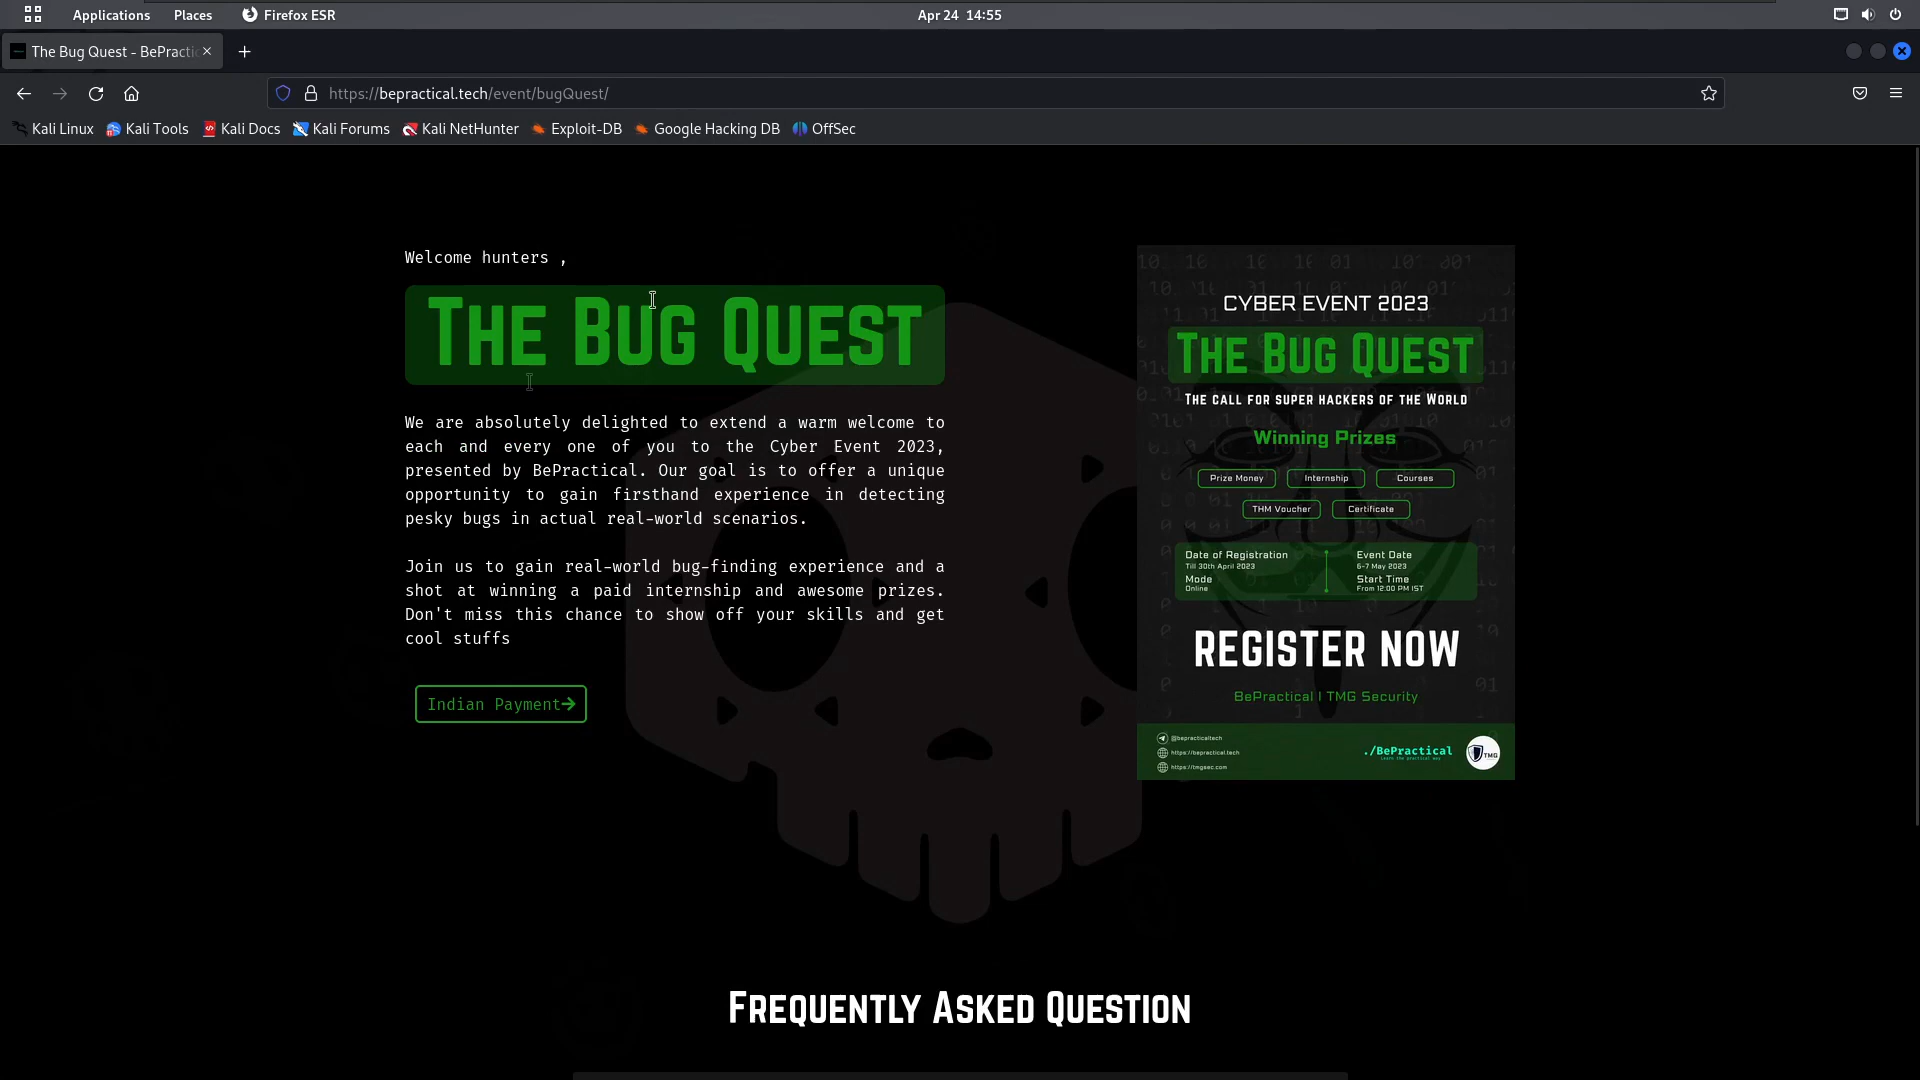 Applications Places Firefox ESR Apr 24 14:55
The Bug Quest - BePractic
https://bepractical.tech/event/bugQuest/
Kali Linux Kali Tools Kali Docs Kali Forums Kali NetHunter Exploit-DB Google Hacking DB OffSec
Welcome hunters ,
The Bug Quest
We are absolutely delighted to extend a warm welcome to
each and every one of you to the Cyber Event 2023,
presented by BePractical. Our goal is to offer a unique
opportunity to gain firsthand experience in detecting
pesky bugs in actual real-world scenarios.
Join us to gain real-world bug-finding experience and a
shot at winning a paid internship and awesome prizes.
Don't miss this chance to show off your skills and get
cool stuffs
Indian Payment
CYBER EVENT 2023
The Bug Quest
The call for super hackers of the World
Winning Prizes
Prize Money Internship Courses
THM Voucher Certificate
Date of Registration
Till 30th April 2023
Mode
Online
Event Date
6-7 May 2023
Start Time
From 12:00 PM IST
REGISTER NOW
BePractical | TMG Security
@bepracticaltech
https://bepractical.tech
https://tmgsec.com
./BePractical
Learn the practical way
TMG
Frequently Asked Question